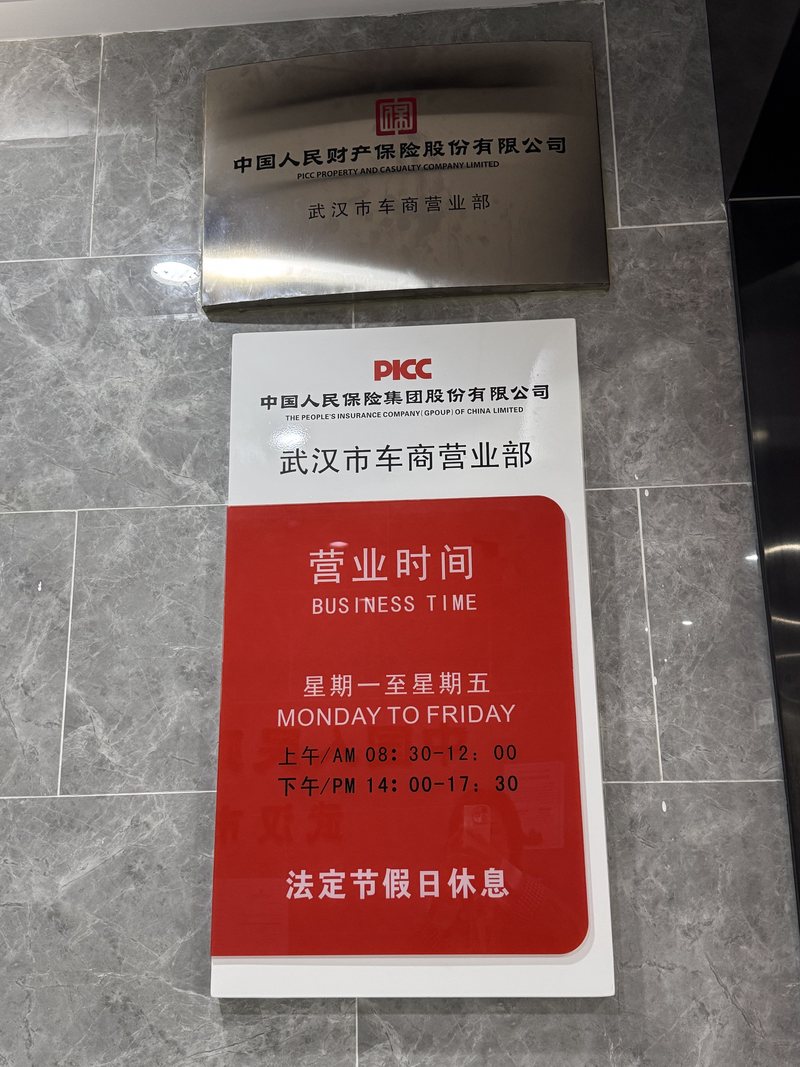 中国人民财产保险股份有限公司
PICC PROPERTY AND CASUALTY COMPANY LIMITED
武汉市车商营业部
PICC
中国人民保险集团股份有限公司
THE PEOPLE'S INSURANCE COMPANY(GPOUP) OF CHINA LIMITED
武汉市车商营业部
营业时间
BUSINESS TIME
星期一至星期五
MONDAY TO FRIDAY
上午/AM 08：30-12：00
下午/PM 14：00-17：30
法定节假日休息